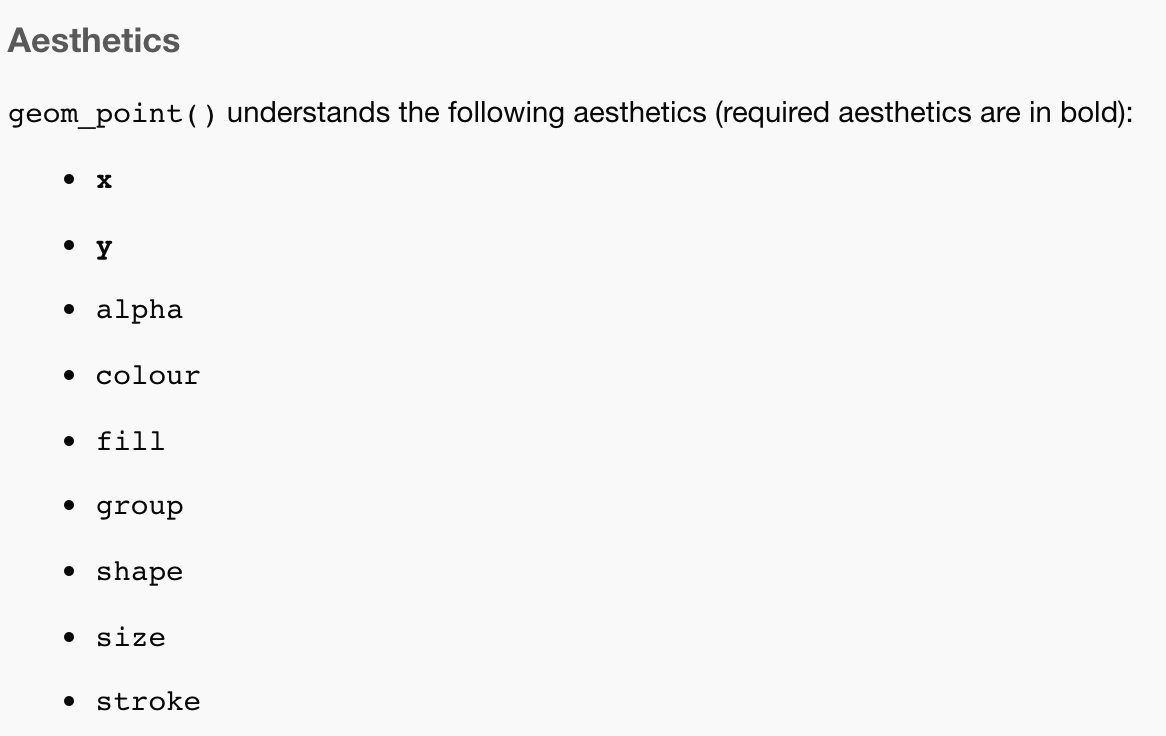 Aesthetics
geom_point() understands the following aesthetics (required aesthetics are in bold):
• x
• y
• alpha
• colour
• fill
• group
• shape
• size
• stroke